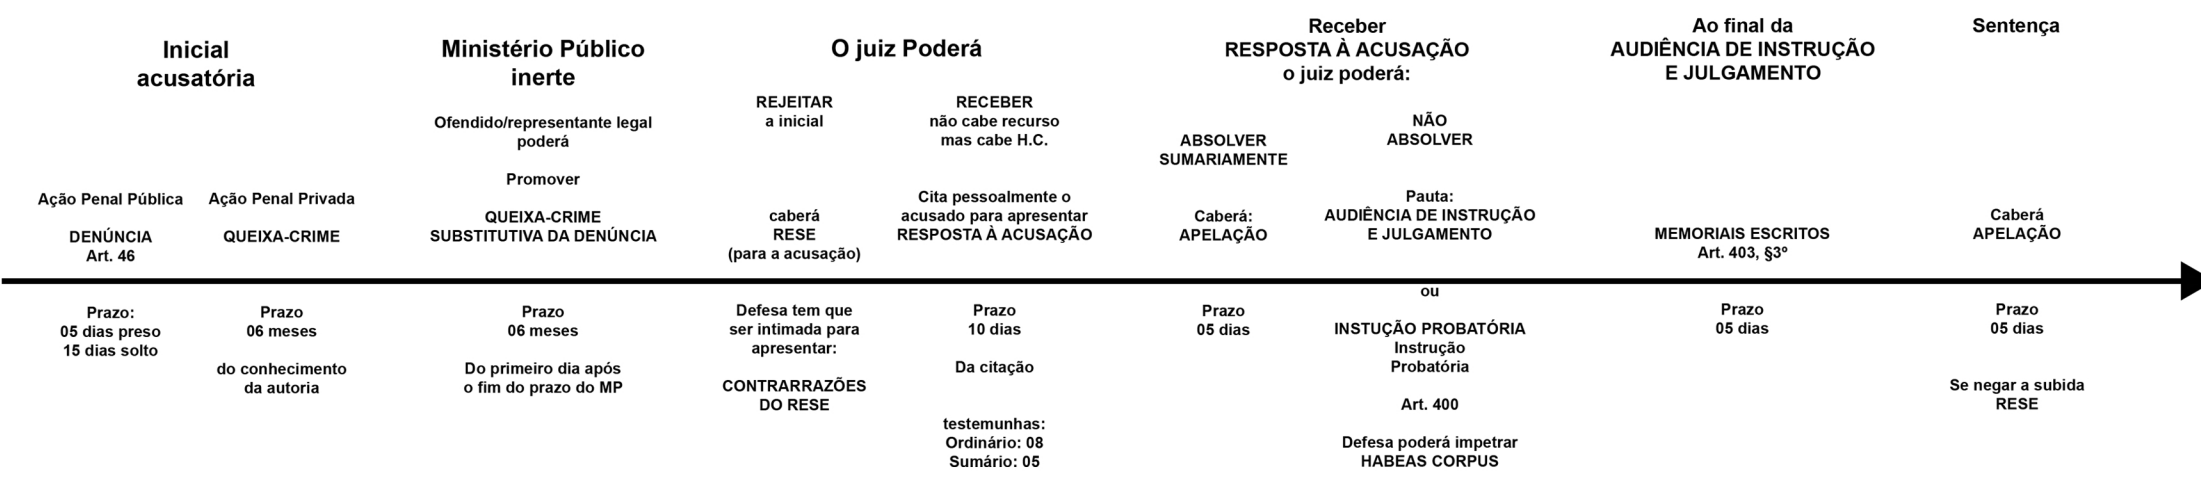 Inicial
acusatória
Ação Penal Pública
DENÚNCIA
Art. 46
Prazo:
05 dias preso
15 dias solto
Ação Penal Privada
QUEIXA-CRIME
Prazo
06 meses
do conhecimento
da autoria
Ministério Público
inerte
Ofendido/representante legal
poderá
Promover
QUEIXA-CRIME
SUBSTITUTIVA DA DENÚNCIA
Prazo
06 meses
Do primeiro dia após
o fim do prazo do MP
O juiz Poderá
REJEITAR
a inicial
caberá
RESE
(para a acusação)
Defesa tem que
ser intimada para
apresentar:
CONTRARRAZÕES
DO RESE
RECEBER
não cabe recurso
mas cabe H.C.
Cita pessoalmente o
acusado para apresentar
RESPOSTA À ACUSAÇÃO
Prazo
10 dias
Da citação
testemunhas:
Ordinário: 08
Sumário: 05
Receber
RESPOSTA À ACUSAÇÃO
o juiz poderá:
ABSOLVER
SUMARIAMENTE
Caberá:
APELAÇÃO
Prazo
05 dias
NÃO
ABSOLVER
Pauta:
AUDIÊNCIA DE INSTRUÇÃO
E JULGAMENTO
ou
INSTUÇÃO PROBATÓRIA
Instrução
Probatória
Art. 400
Defesa poderá impetrar
HABEAS CORPUS
Ao final da
AUDIÊNCIA DE INSTRUÇÃO
E JULGAMENTO
MEMORIAIS ESCRITOS
Art. 403, §3º
Prazo
05 dias
Sentença
Caberá
APELAÇÃO
Prazo
05 dias
Se negar a subida
RESE